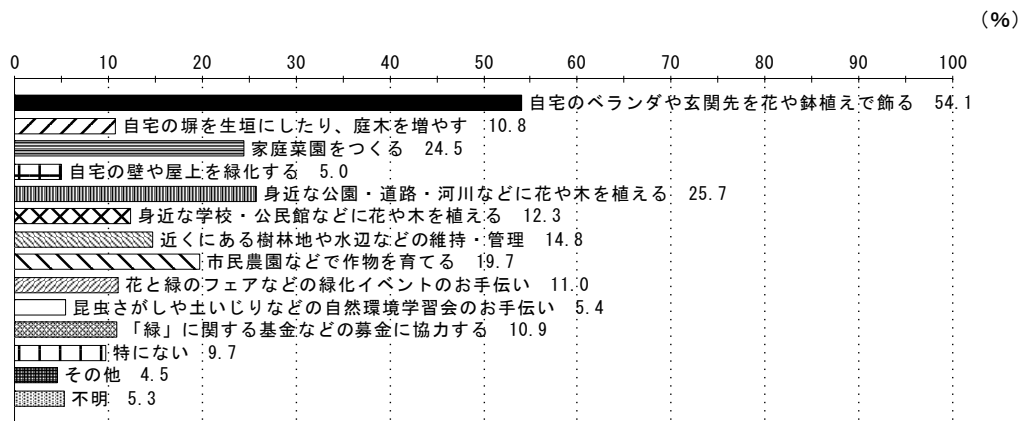 （%）
0 10 20 30 40 50 60 70 80 90 100
自宅のベランダや玄関先を花や鉢植えで飾る 54.1
自宅の塀を生垣にしたり、庭木を増やす 10.8
家庭菜園をつくる 24.5
自宅の壁や屋上を緑化する 5.0
身近な公園・道路・河川などに花や木を植える 25.7
身近な学校・公民館などに花や木を植える 12.3
近くにある樹林地や水辺などの維持・管理 14.8
市民農園などで作物を育てる 19.7
花と緑のフェアなどの緑化イベントのお手伝い 11.0
昆虫さがしや土いじりなどの自然環境学習会のお手伝い 5.4
「緑」に関する基金などの募金に協力する 10.9
特にない 9.7
その他 4.5
不明 5.3